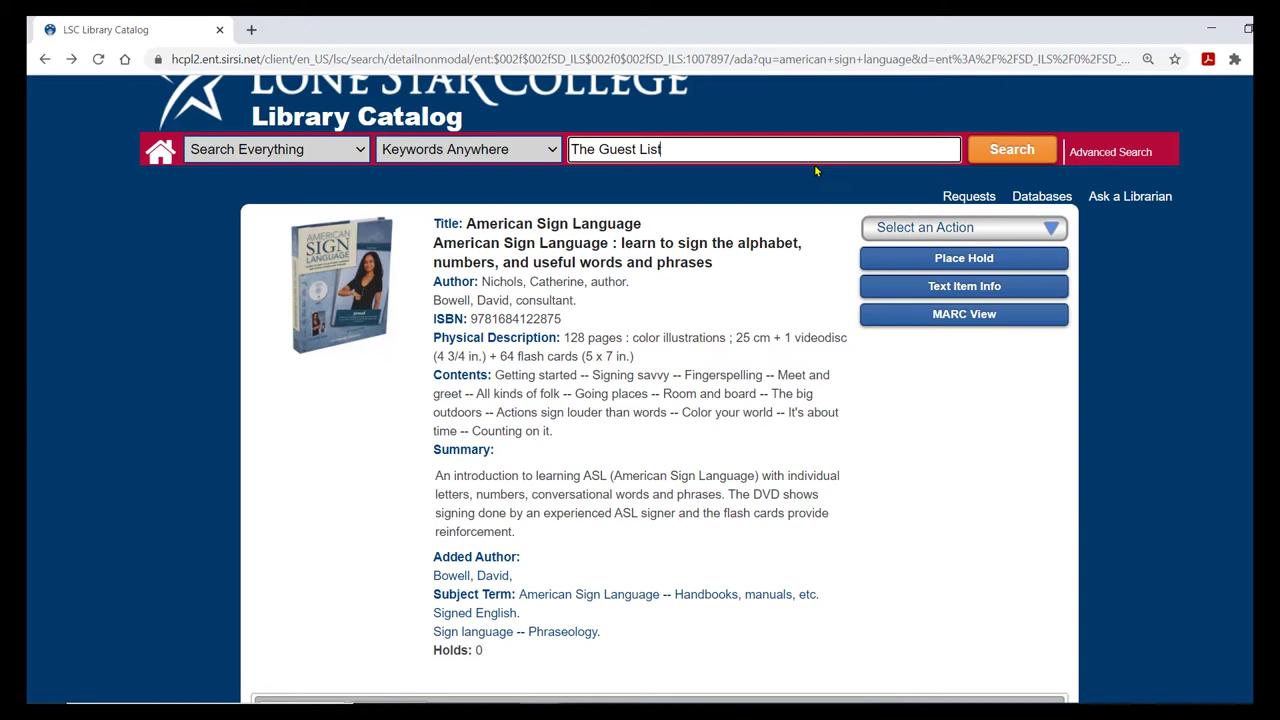 LSC Library Catalog
hcpl2.ent.sirsi.net/client/en_US/lsc/search/detailnonmodal/ent:$002f$002fSD_ILS$002f0$002fSD_ILS:1007897/ada?qu=american+sign+language&d=ent%3A%2F%2FSD_ILS%2F0%2FSD_...
LONE STAR COLLEGE
Library Catalog
Search Everything
Keywords Anywhere
The Guest List
Search
Advanced Search
Requests Databases Ask a Librarian
AMERICAN
SIGN
LANGUAGE
Title: American Sign Language
American Sign Language : learn to sign the alphabet,
numbers, and useful words and phrases
Author: Nichols, Catherine, author.
Bowell, David, consultant.
ISBN: 9781684122875
Physical Description: 128 pages : color illustrations ; 25 cm + 1 videodisc
(4 3/4 in.) + 64 flash cards (5 x 7 in.)
Contents: Getting started -- Signing savvy -- Fingerspelling -- Meet and
greet -- All kinds of folk -- Going places -- Room and board -- The big
outdoors -- Actions sign louder than words -- Color your world -- It's about
time -- Counting on it.
Summary:
An introduction to learning ASL (American Sign Language) with individual
letters, numbers, conversational words and phrases. The DVD shows
signing done by an experienced ASL signer and the flash cards provide
reinforcement.
Added Author:
Bowell, David,
Subject Term: American Sign Language -- Handbooks, manuals, etc.
Signed English.
Sign language -- Phraseology.
Holds: 0
Select an Action
Place Hold
Text Item Info
MARC View